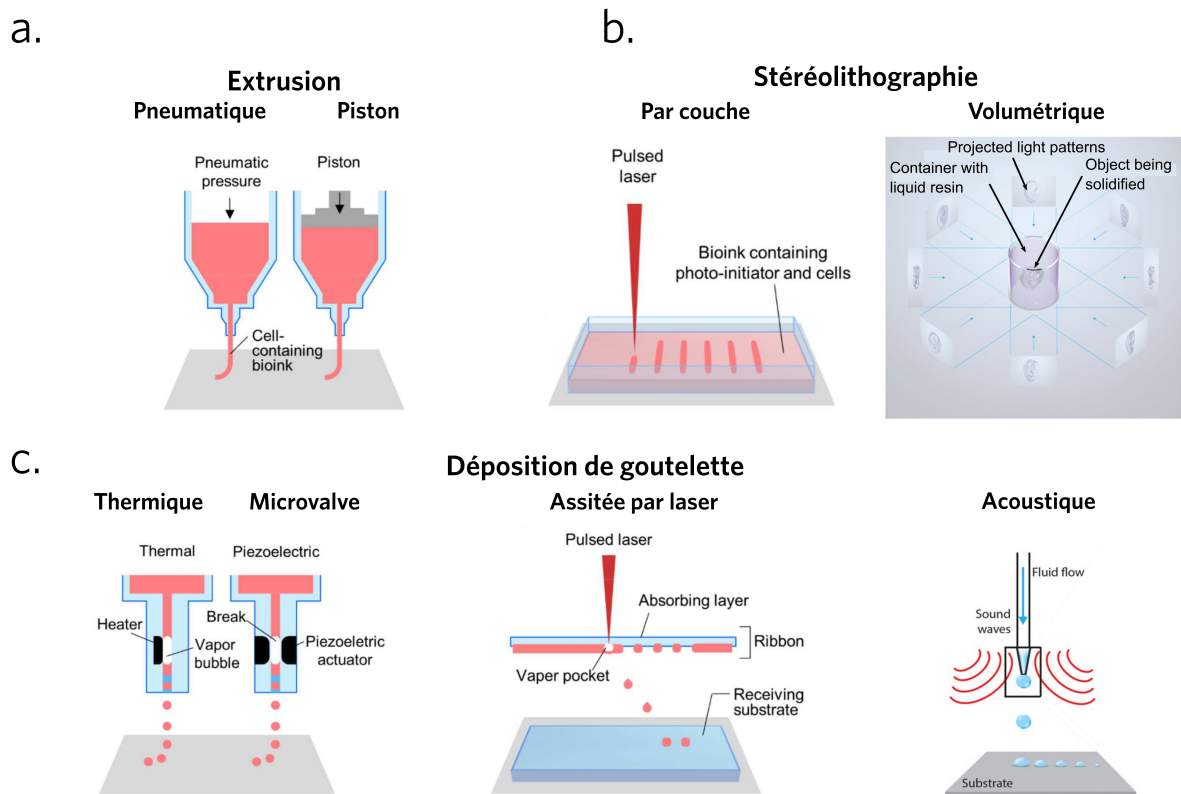 a.
Extrusion
Pneumatique
Piston
Pneumatic
pressure
Piston
Cell-
containing
bioink
b.
Stéréolithographie
Par couche
Volumétrique
Pulsed
laser
Bioink containing
photo-initiator and cells
Projected light patterns
Container with
liquid resin
Object being
solidified
c.
Déposition de goutelette
Thermique
Microvalve
Assitée par laser
Acoustique
Thermal
Piezoelectric
Heater
Vapor
bubble
Break
Piezoeletric
actuator
Pulsed laser
Absorbing layer
Ribbon
Vaper pocket
Receiving
substrate
Fluid flow
Sound
waves
Substrate